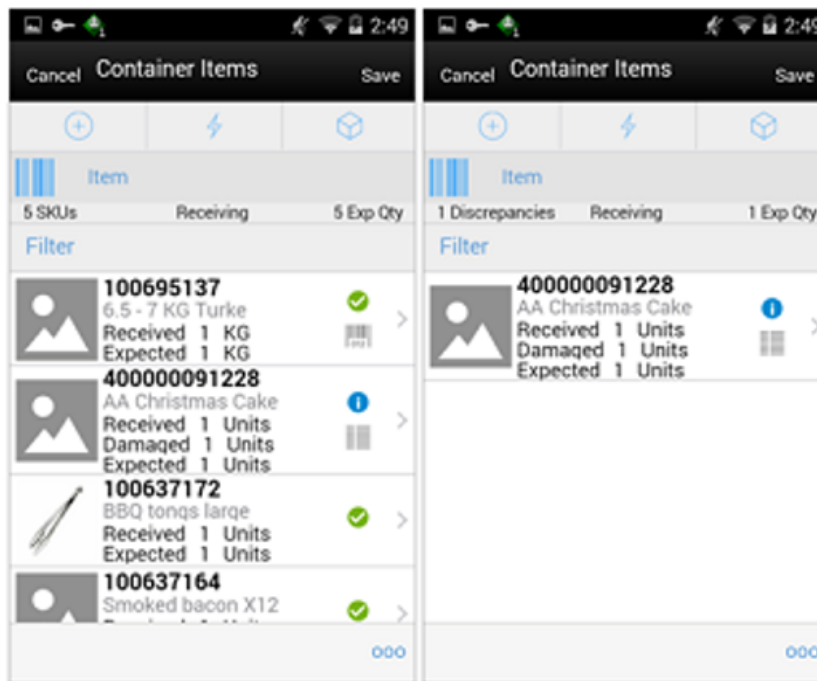 2:49
Cancel Container Items Save
Item
5 SKUs Receiving 5 Exp Qty
Filter
100695137
6.5 - 7 KG Turke
Received 1 KG
Expected 1 KG
400000091228
AA Christmas Cake
Received 1 Units
Damaged 1 Units
Expected 1 Units
100637172
BBQ tongs large
Received 1 Units
Expected 1 Units
100637164
Smoked bacon X12
2:49
Cancel Container Items Save
Item
1 Discrepancies Receiving 1 Exp Qty
Filter
400000091228
AA Christmas Cake
Received 1 Units
Damaged 1 Units
Expected 1 Units